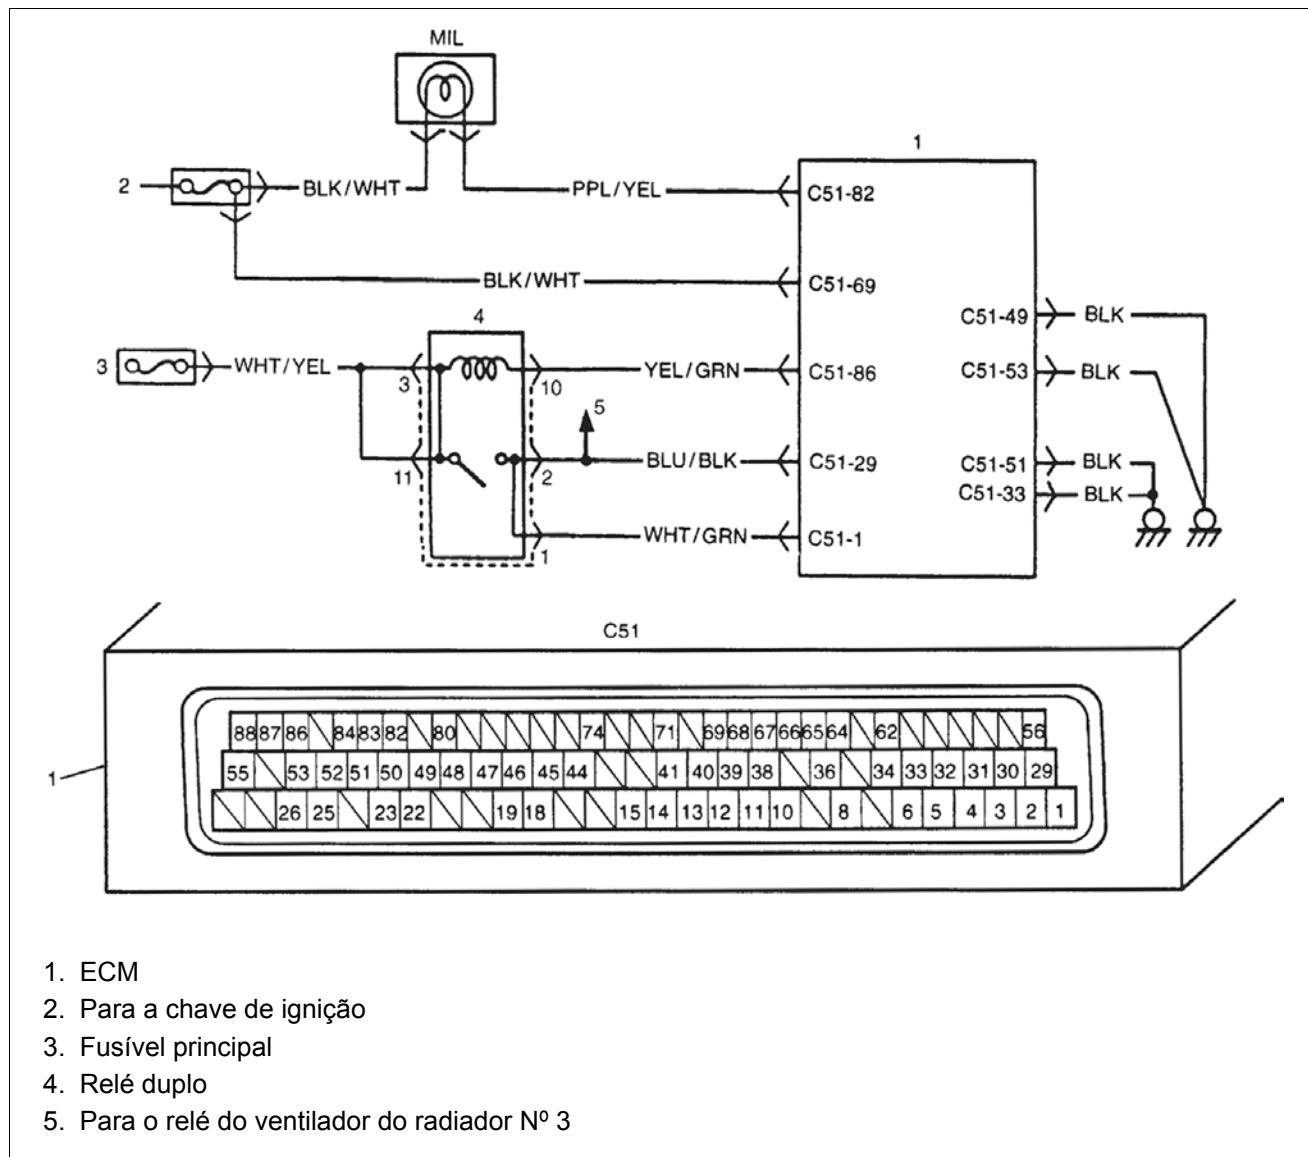 MIL
1
2
BLK/WHT
PPL/YEL
C51-82
BLK/WHT
C51-69
4
C51-49
BLK
3
WHT/YEL
3
10
YEL/GRN
C51-86
C51-53
BLK
5
11
2
BLU/BLK
C51-29
C51-51
BLK
C51-33
BLK
1
WHT/GRN
C51-1
C51
88 87 86 84 83 82 80 74 71 69 68 67 66 65 64 62 56
1
55 53 52 51 50 49 48 47 46 45 44 41 40 39 38 36 34 33 32 31 30 29
26 25 23 22 19 18 15 14 13 12 11 10 8 6 5 4 3 2 1
1. ECM
2. Para a chave de ignição
3. Fusível principal
4. Relé duplo
5. Para o relé do ventilador do radiador Nº 3